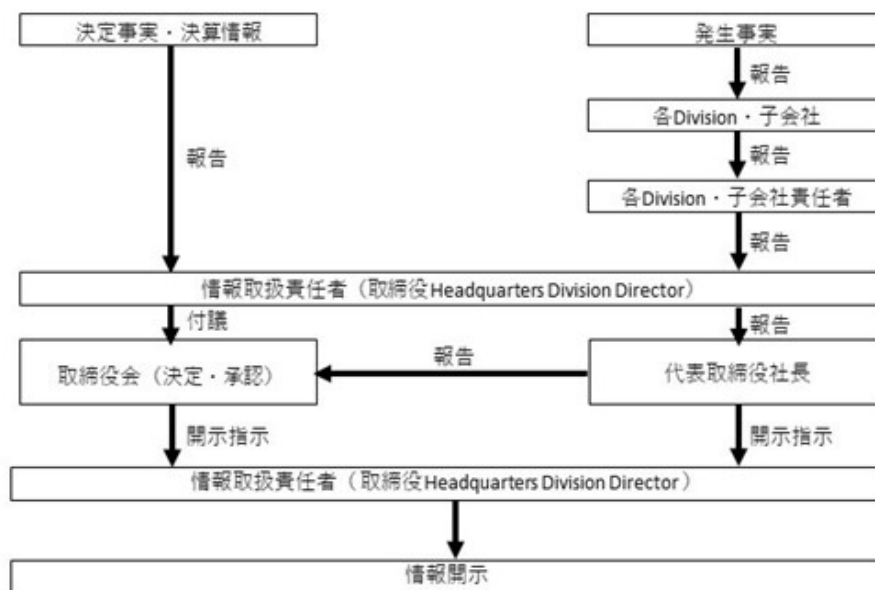 決定事実・決算情報
発生事実
報告
各Division・子会社
報告
報告
各Division・子会社責任者
報告
情報取扱責任者（取締役Headquarters Division Director）
付議
報告
取締役会（決定・承認）
報告
代表取締役社長
開示指示
開示指示
情報取扱責任者（取締役Headquarters Division Director）
情報開示